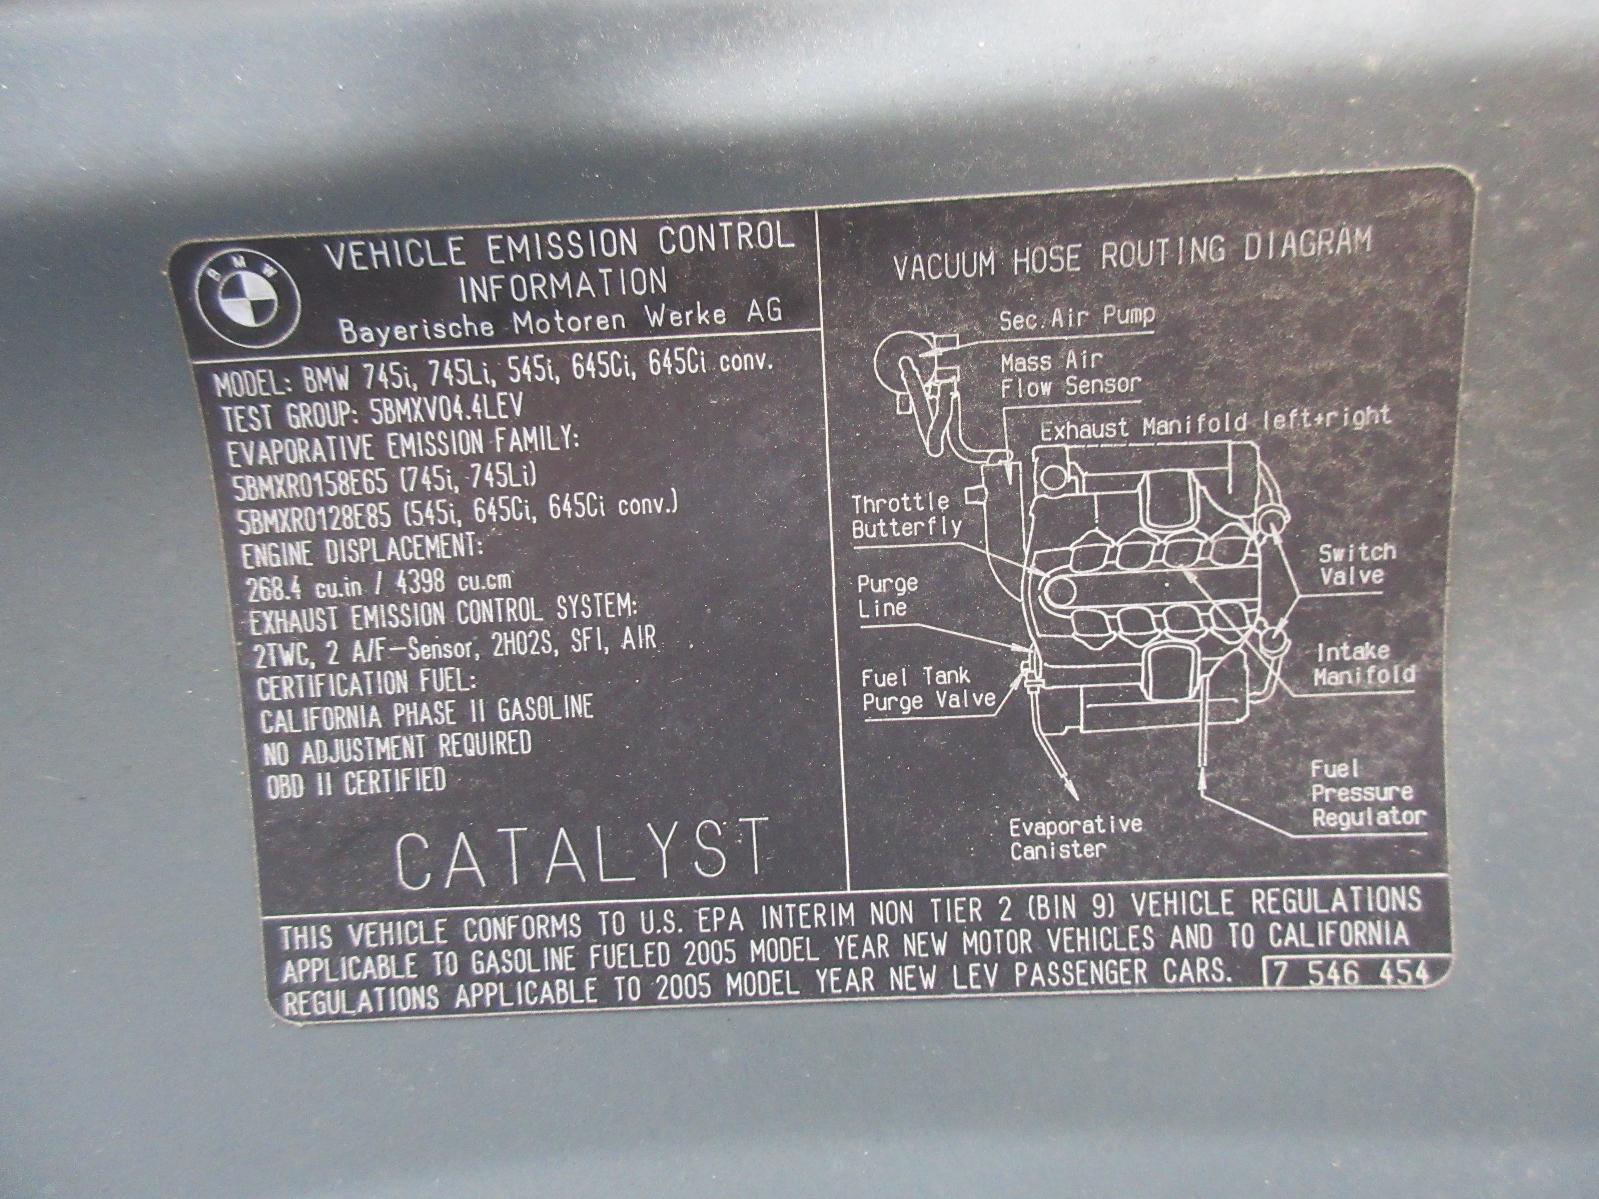 BMW
VEHICLE EMISSION CONTROL
INFORMATION
Bayerische Motoren Werke AG
MODEL: BMW 745i, 745Li, 545i, 645Ci, 645Ci conv.
TEST GROUP: 5BMXV04.4LEV
EVAPORATIVE EMISSION FAMILY:
5BMXR0158E65 (745i, 745Li)
5BMXR0128E85 (545i, 645Ci, 645Ci conv.)
ENGINE DISPLACEMENT:
268.4 cu.in / 4398 cu.cm
EXHAUST EMISSION CONTROL SYSTEM:
2TWC, 2 A/F-Sensor, 2HO2S, SFI, AIR
CERTIFICATION FUEL:
CALIFORNIA PHASE II GASOLINE
NO ADJUSTMENT REQUIRED
OBD II CERTIFIED
CATALYST
VACUUM HOSE ROUTING DIAGRAM
Sec.Air Pump
Mass Air
Flow Sensor
Exhaust Manifold left+right
Throttle
Butterfly
Purge
Line
Fuel Tank
Purge Valve
Switch
Valve
Intake
Manifold
Fuel
Pressure
Regulator
Evaporative
Canister
THIS VEHICLE CONFORMS TO U.S. EPA INTERIM NON TIER 2 (BIN 9) VEHICLE REGULATIONS
APPLICABLE TO GASOLINE FUELED 2005 MODEL YEAR NEW MOTOR VEHICLES AND TO CALIFORNIA
REGULATIONS APPLICABLE TO 2005 MODEL YEAR NEW LEV PASSENGER CARS. 7 546 454